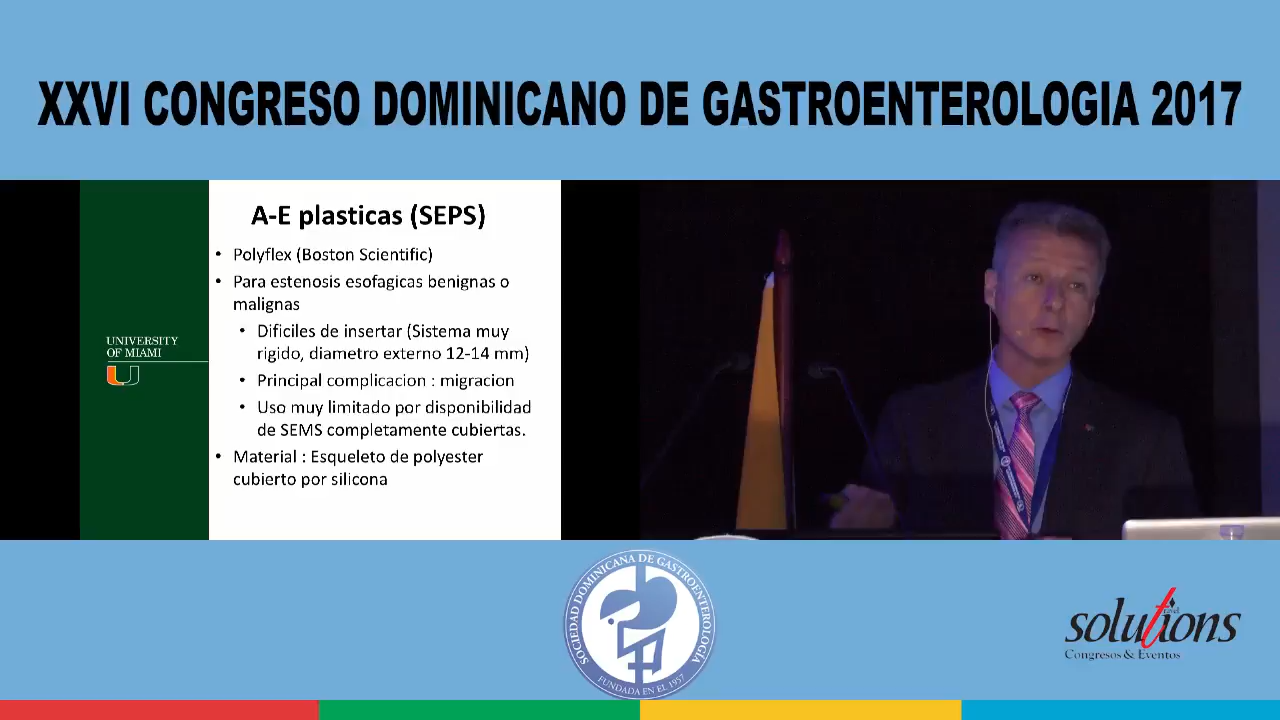 XXVI CONGRESO DOMINICANO DE GASTROENTEROLOGIA 2017
A-E plasticas (SEPS)
• Polyflex (Boston Scientific)
• Para estenosis esofagicas benignas o
malignas
• Dificiles de insertar (Sistema muy
rigido, diametro externo 12-14 mm)
• Principal complicacion : migracion
• Uso muy limitado por disponibilidad
de SEMS completamente cubiertas.
• Material : Esqueleto de polyester
cubierto por silicona
UNIVERSITY
OF MIAMI
SOCIEDAD DOMINICANA DE GASTROENTEROLOGÍA
FUNDADA EN EL 1957
solutions
travel
Congresos & Eventos